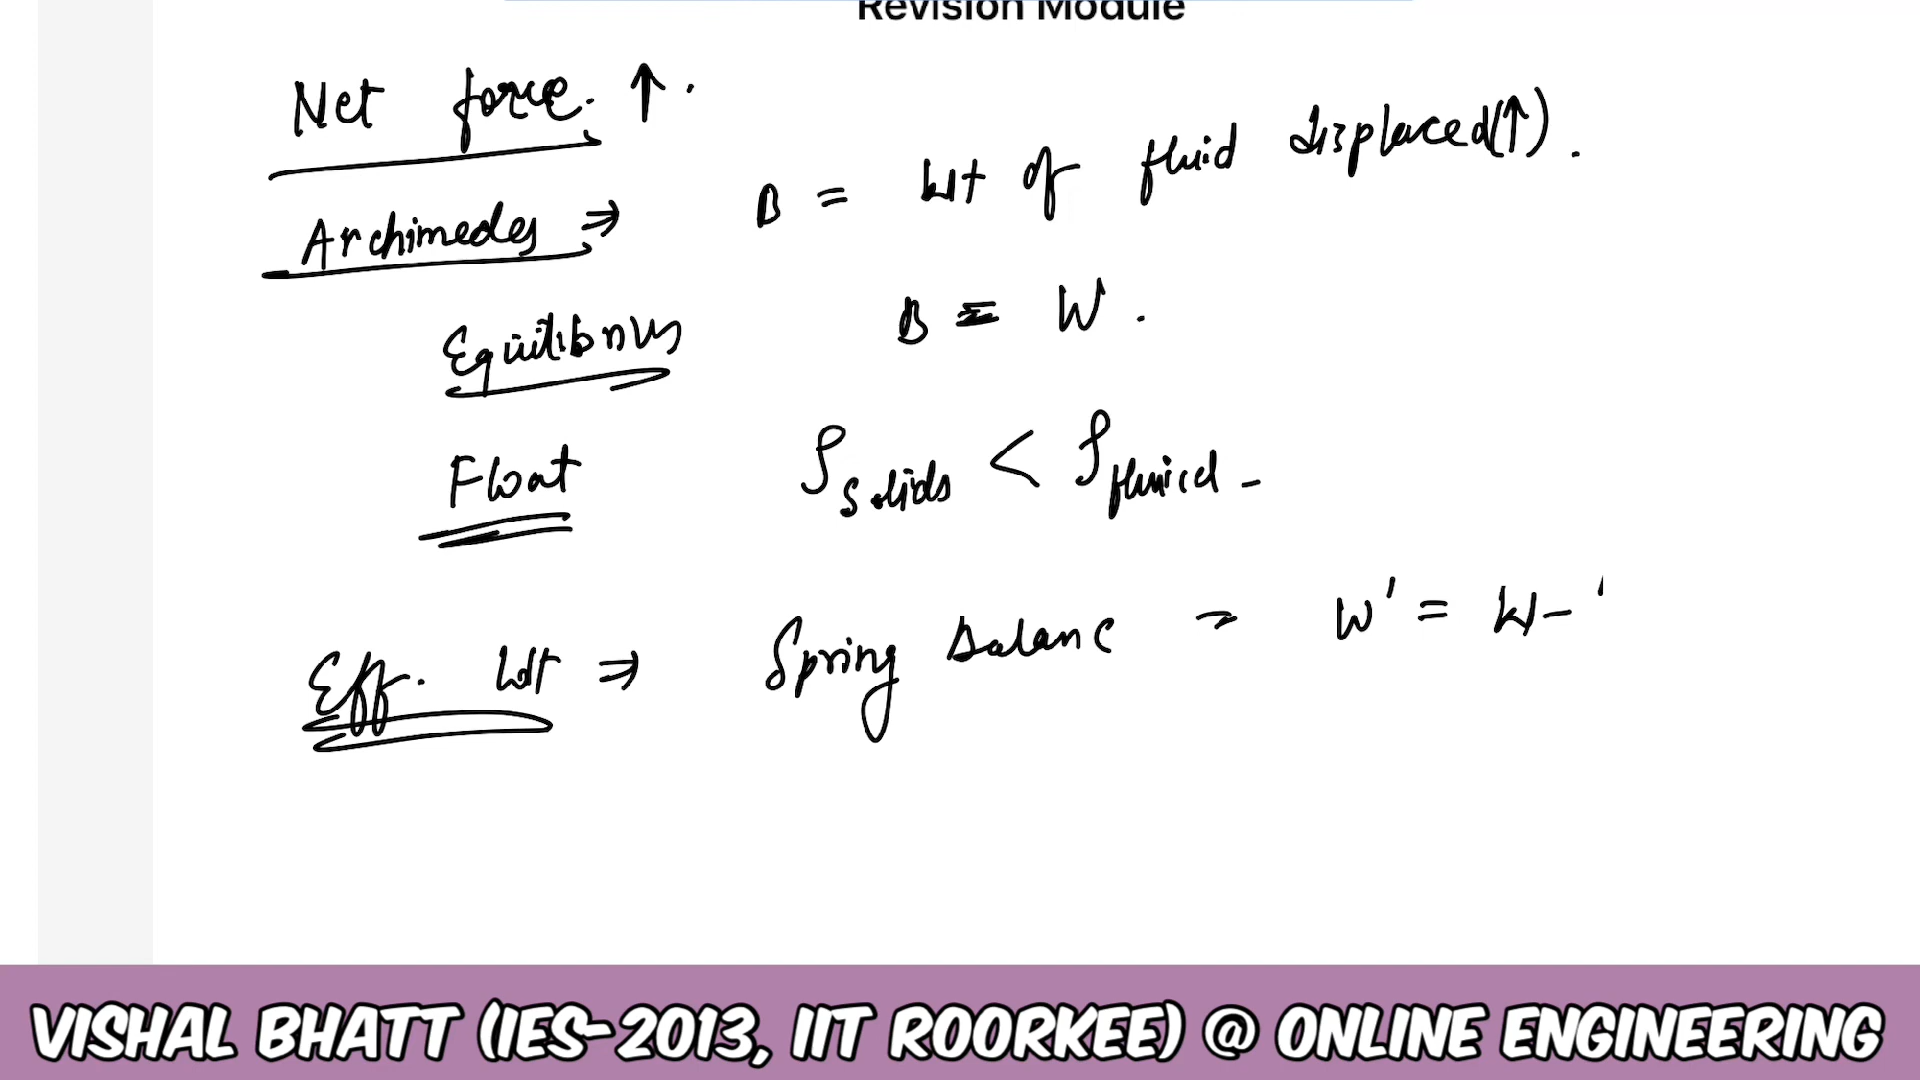 Revision Module
Net force. ↑.
Archimedes ⇒ B = Wt of fluid displaced(↑).
Equilibrium B = W.
Float ρsolids < ρfluid -
Eff. Wt ⇒ Spring balance = W' = W - '
VISHAL BHATT (IES-2013, IIT ROORKEE) @ ONLINE ENGINEERING